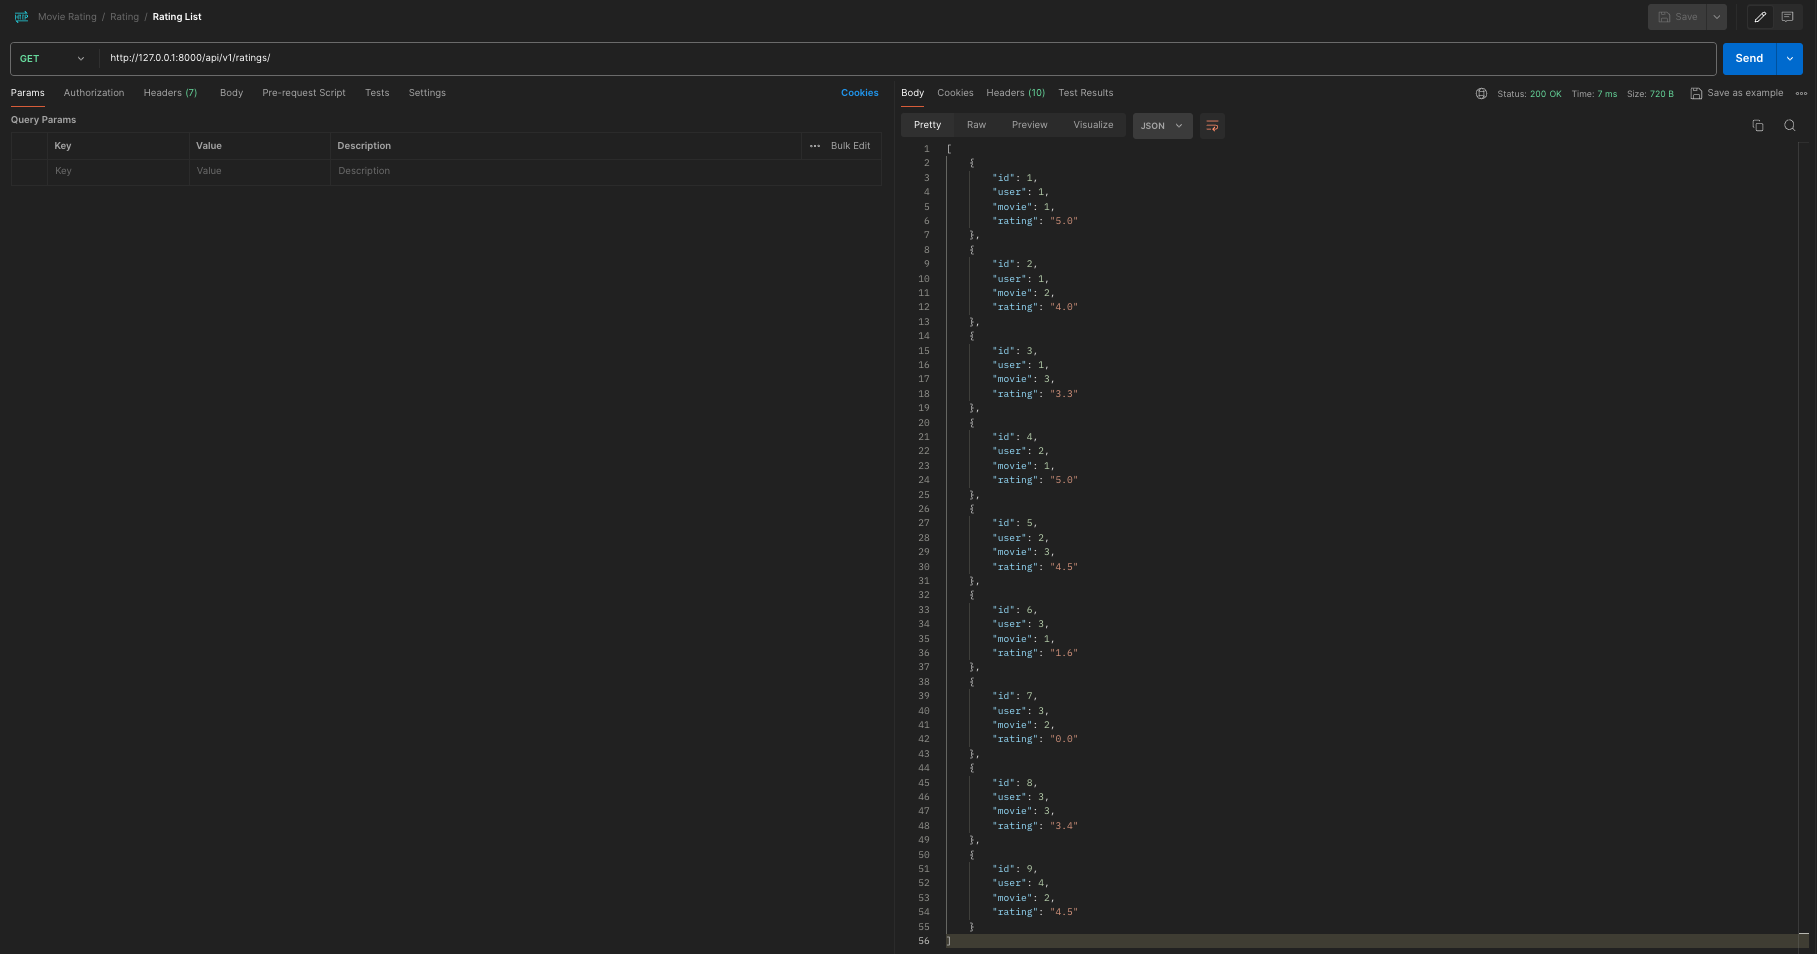 HTTP Movie Rating / Rating / Rating List
Save
GET http://127.0.0.1:8000/api/v1/ratings/ Send
Params Authorization Headers (7) Body Pre-request Script Tests Settings Cookies
Query Params
Key Value Description ••• Bulk Edit
Key Value Description
Body Cookies Headers (10) Test Results Status: 200 OK Time: 7 ms Size: 720 B Save as example •••
Pretty Raw Preview Visualize JSON
1 [
2 {
3 "id": 1,
4 "user": 1,
5 "movie": 1,
6 "rating": "5.0"
7 },
8 {
9 "id": 2,
10 "user": 1,
11 "movie": 2,
12 "rating": "4.0"
13 },
14 {
15 "id": 3,
16 "user": 1,
17 "movie": 3,
18 "rating": "3.3"
19 },
20 {
21 "id": 4,
22 "user": 2,
23 "movie": 1,
24 "rating": "5.0"
25 },
26 {
27 "id": 5,
28 "user": 2,
29 "movie": 3,
30 "rating": "4.5"
31 },
32 {
33 "id": 6,
34 "user": 3,
35 "movie": 1,
36 "rating": "1.6"
37 },
38 {
39 "id": 7,
40 "user": 3,
41 "movie": 2,
42 "rating": "0.0"
43 },
44 {
45 "id": 8,
46 "user": 3,
47 "movie": 3,
48 "rating": "3.4"
49 },
50 {
51 "id": 9,
52 "user": 4,
53 "movie": 2,
54 "rating": "4.5"
55 }
56 ]